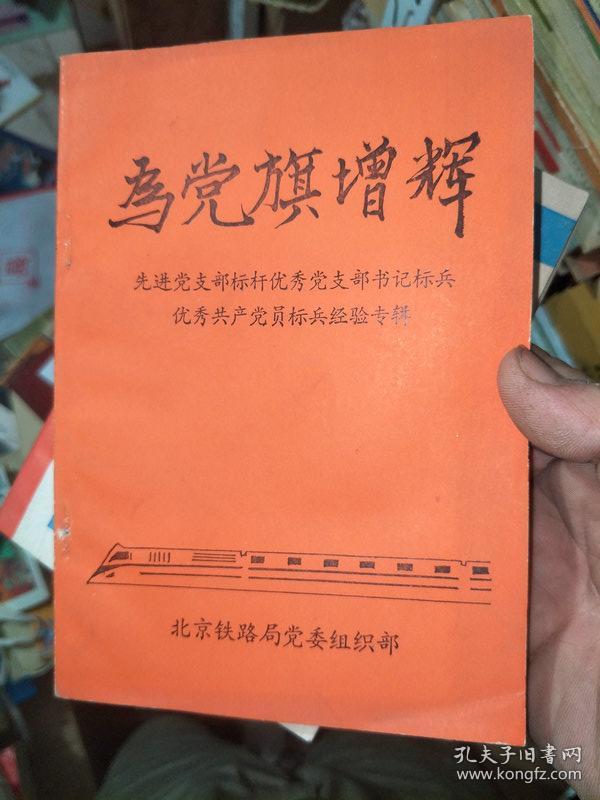 为党旗增辉
先进党支部标杆优秀党支部书记标兵
优秀共产党员标兵经验专辑
北京铁路局党委组织部
孔夫子旧书网
www.kongfz.com